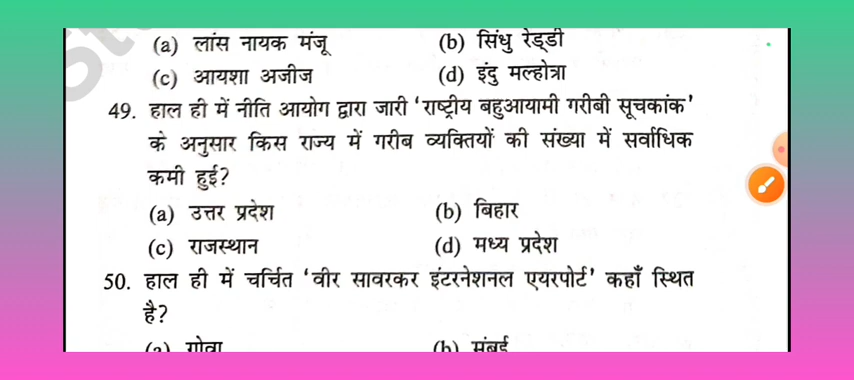 (a) लांस नायक मंजू (b) सिंधु रेड्डी
(c) आयशा अजीज (d) इंदु मल्होत्रा
49. हाल ही में नीति आयोग द्वारा जारी 'राष्ट्रीय बहुआयामी गरीबी सूचकांक'
के अनुसार किस राज्य में गरीब व्यक्तियों की संख्या में सर्वाधिक
कमी हुई?
(a) उत्तर प्रदेश (b) बिहार
(c) राजस्थान (d) मध्य प्रदेश
50. हाल ही में चर्चित 'वीर सावरकर इंटरनेशनल एयरपोर्ट' कहाँ स्थित
है?
(a) गोवा (b) मुंबई